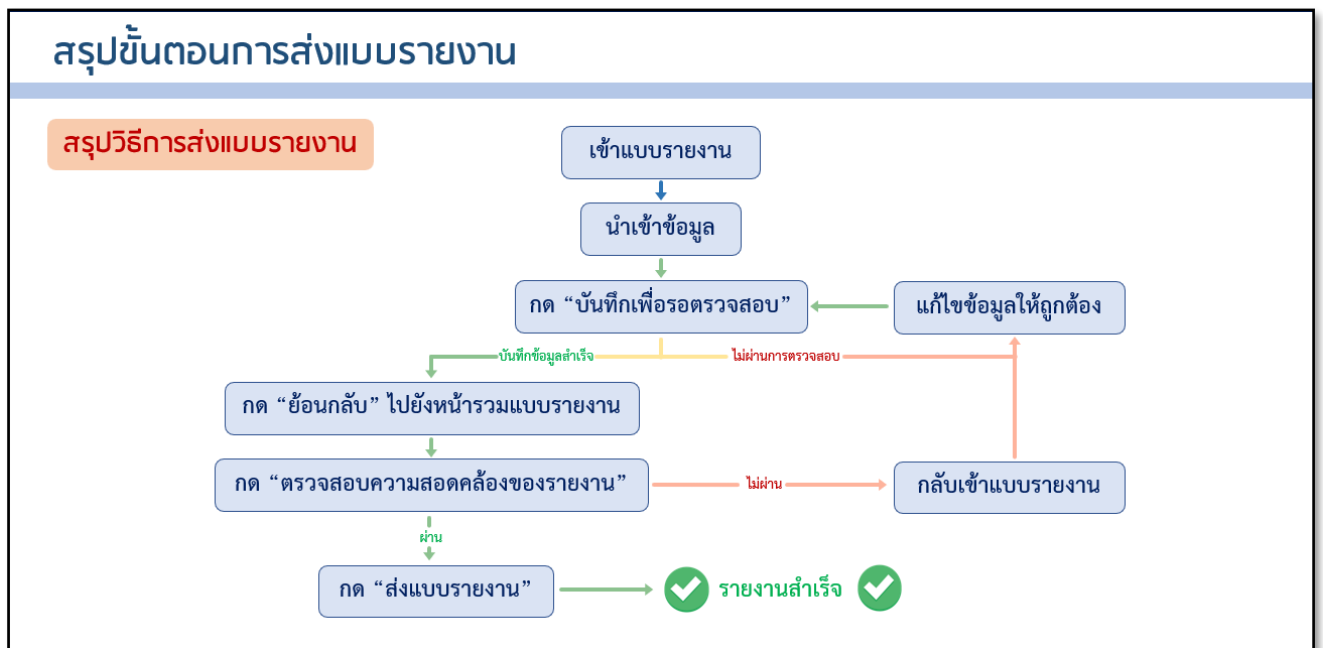 สรุปขั้นตอนการส่งแบบรายงาน
สรุปวิธีการส่งแบบรายงาน
เข้าแบบรายงาน
นำเข้าข้อมูล
กด “บันทึกเพื่อรอตรวจสอบ”
แก้ไขข้อมูลให้ถูกต้อง
บันทึกข้อมูลสำเร็จ
ไม่ผ่านการตรวจสอบ
กด “ย้อนกลับ” ไปยังหน้ารวมแบบรายงาน
กด “ตรวจสอบความสอดคล้องของรายงาน”
ไม่ผ่าน
กลับเข้าแบบรายงาน
ผ่าน
กด “ส่งแบบรายงาน”
รายงานสำเร็จ